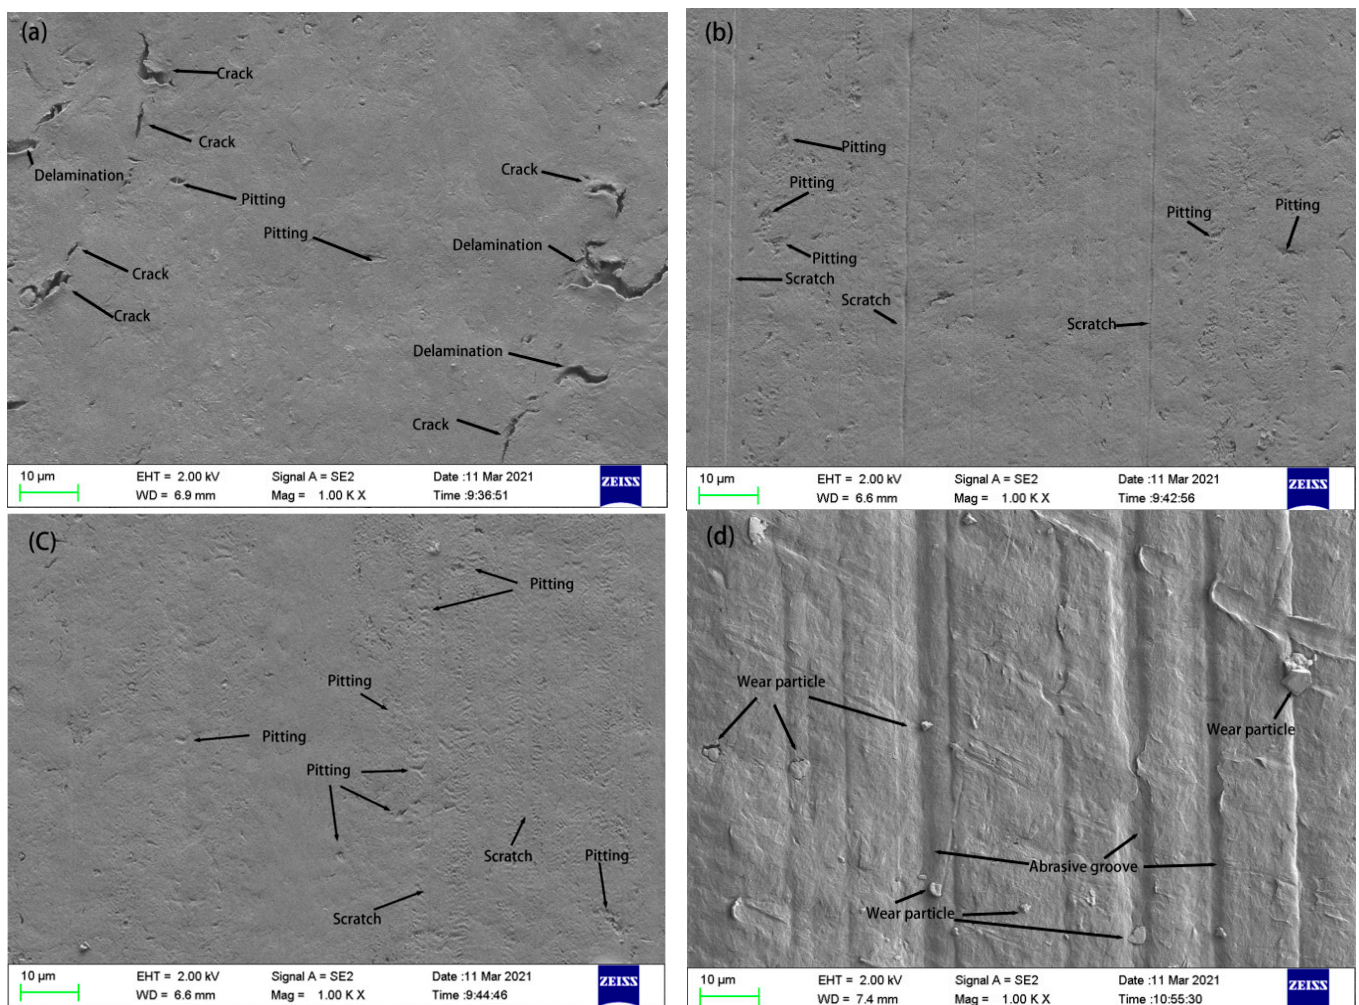 (a)
Crack
Crack
Delamination
Pitting
Crack
Pitting
Delamination
Crack
Crack
Delamination
Crack
10 μm
EHT = 2.00 kV
Signal A = SE2
Date :11 Mar 2021
WD = 6.9 mm
Mag = 1.00 K X
Time :9:36:51
ZEISS
(b)
Pitting
Pitting
Pitting
Pitting
Pitting
Scratch
Scratch
Scratch
10 μm
EHT = 2.00 kV
Signal A = SE2
Date :11 Mar 2021
WD = 6.6 mm
Mag = 1.00 K X
Time :9:42:56
ZEISS
(C)
Pitting
Pitting
Pitting
Pitting
Scratch
Pitting
Scratch
10 μm
EHT = 2.00 kV
Signal A = SE2
Date :11 Mar 2021
WD = 6.6 mm
Mag = 1.00 K X
Time :9:44:46
ZEISS
(d)
Wear particle
Wear particle
Abrasive groove
Wear particle
10 μm
EHT = 2.00 kV
Signal A = SE2
Date :11 Mar 2021
WD = 7.4 mm
Mag = 1.00 K X
Time :10:55:30
ZEISS